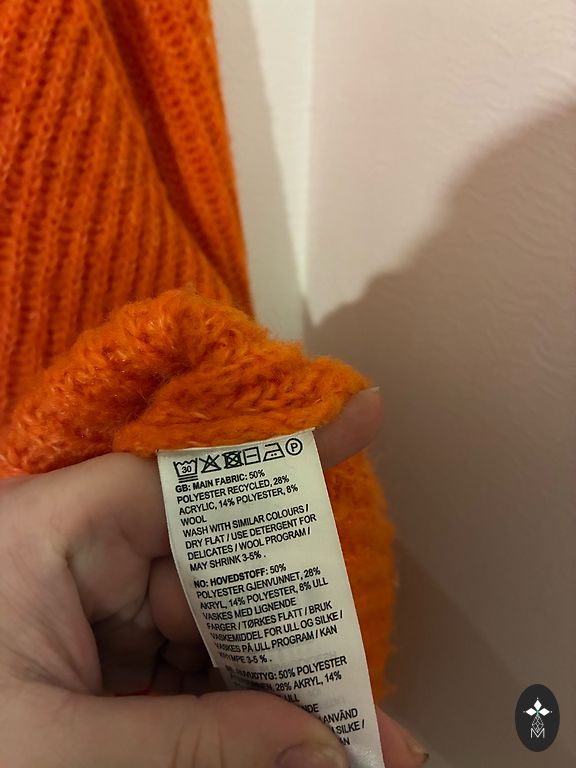 30 P
GB: MAIN FABRIC: 50%
POLYESTER RECYCLED, 28%
ACRYLIC, 14% POLYESTER, 8%
WOOL
WASH WITH SIMILAR COLOURS /
DRY FLAT / USE DETERGENT FOR
DELICATES / WOOL PROGRAM /
MAY SHRINK 3-5% .
NO: HOVEDSTOFF: 50%
POLYESTER GJENVUNNET, 28%
AKRYL, 14% POLYESTER, 8% ULL
VASKES MED LIGNENDE
FARGER / TØRKES FLATT / BRUK
VASKEMIDDEL FOR ULL OG SILKE /
VASKES PÅ ULL PROGRAM / KAN
KRYMPE 3-5 % .
50% POLYESTER
28% AKRYL, 14%
ULL
ANVÄND
SILKE /
M